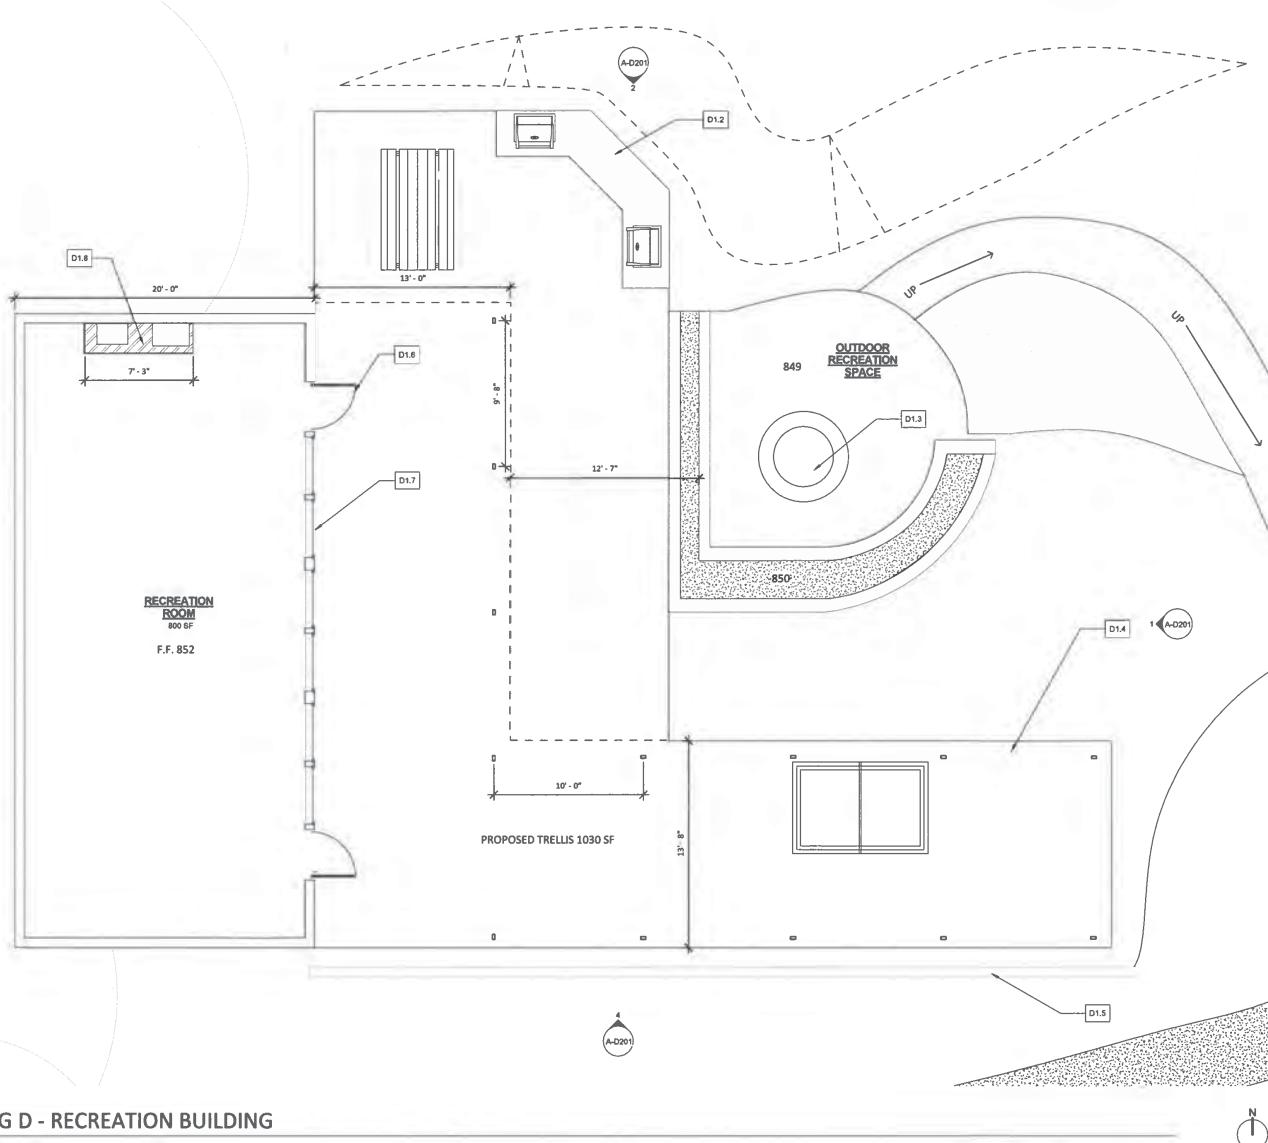 A-D201
2
D1.2
D1.8
20' - 0"
13' - 0"
UP
UP
7' - 3"
D1.6
9' - 8"
849
OUTDOOR
RECREATION
SPACE
D1.3
12' - 7"
D1.7
850
RECREATION
ROOM
800 SF
F.F. 852
D1.4
1
A-D201
10' - 0"
PROPOSED TRELLIS 1030 SF
13' - 8"
D1.5
4
A-D201
G D - RECREATION BUILDING
N